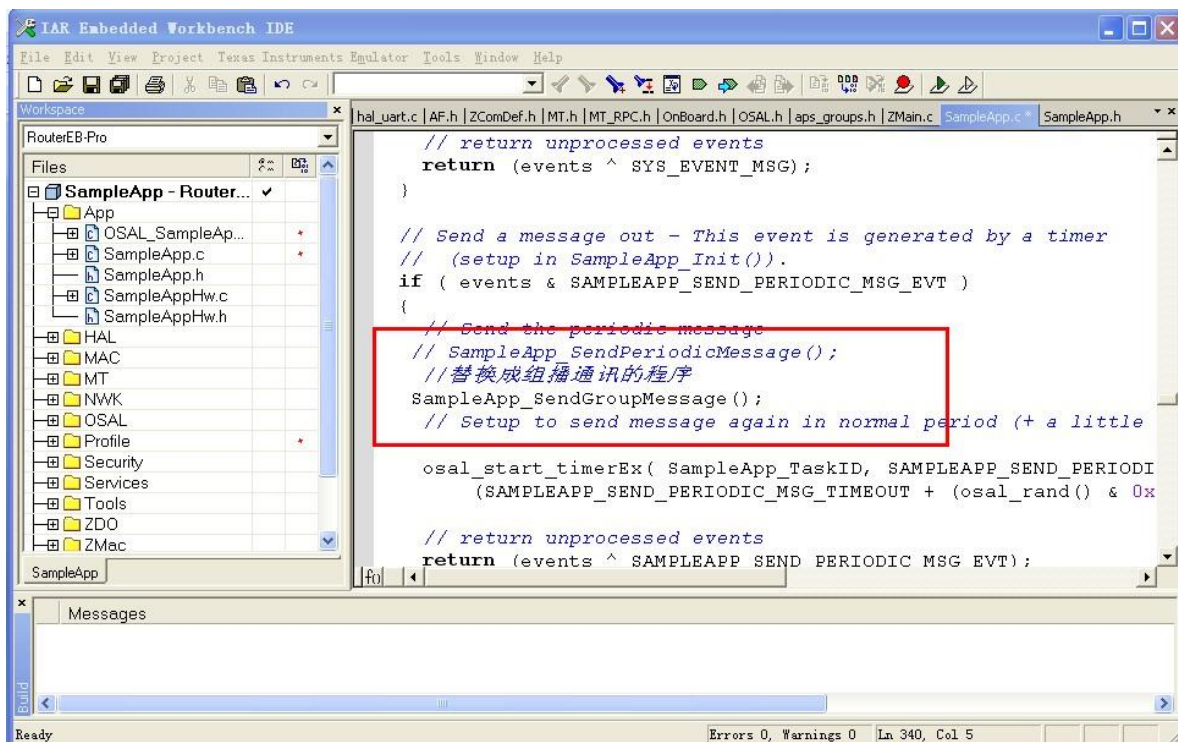 IAR Embedded Workbench IDE
File Edit View Project Texas Instruments Emulator Tools Window Help
Workspace
hal_uart.c | AF.h | ZComDef.h | MT.h | MT_RPC.h | OnBoard.h | OSAL.h | aps_groups.h | ZMain.c SampleApp.c * SampleApp.h
RouterEB-Pro
Files
SampleApp - Router...
App
OSAL_SampleAp...
SampleApp.c
SampleApp.h
SampleAppHw.c
SampleAppHw.h
HAL
MAC
MT
NWK
OSAL
Profile
Security
Services
Tools
ZDO
ZMac
SampleApp
// return unprocessed events
return (events ^ SYS_EVENT_MSG);
}
// Send a message out - This event is generated by a timer
// (setup in SampleApp_Init()).
if ( events & SAMPLEAPP_SEND_PERIODIC_MSG_EVT )
{
// Send the periodic message
// SampleApp_SendPeriodicMessage();
//替换成组播通讯的程序
SampleApp_SendGroupMessage();
// Setup to send message again in normal period (+ a little
osal_start_timerEx( SampleApp_TaskID, SAMPLEAPP_SEND_PERIODI
(SAMPLEAPP_SEND_PERIODIC_MSG_TIMEOUT + (osal_rand() & 0x
// return unprocessed events
return (events ^ SAMPLEAPP_SEND_PERIODIC_MSG_EVT);
f()
Messages
Build
Ready
Errors 0, Warnings 0
Ln 340, Col 5